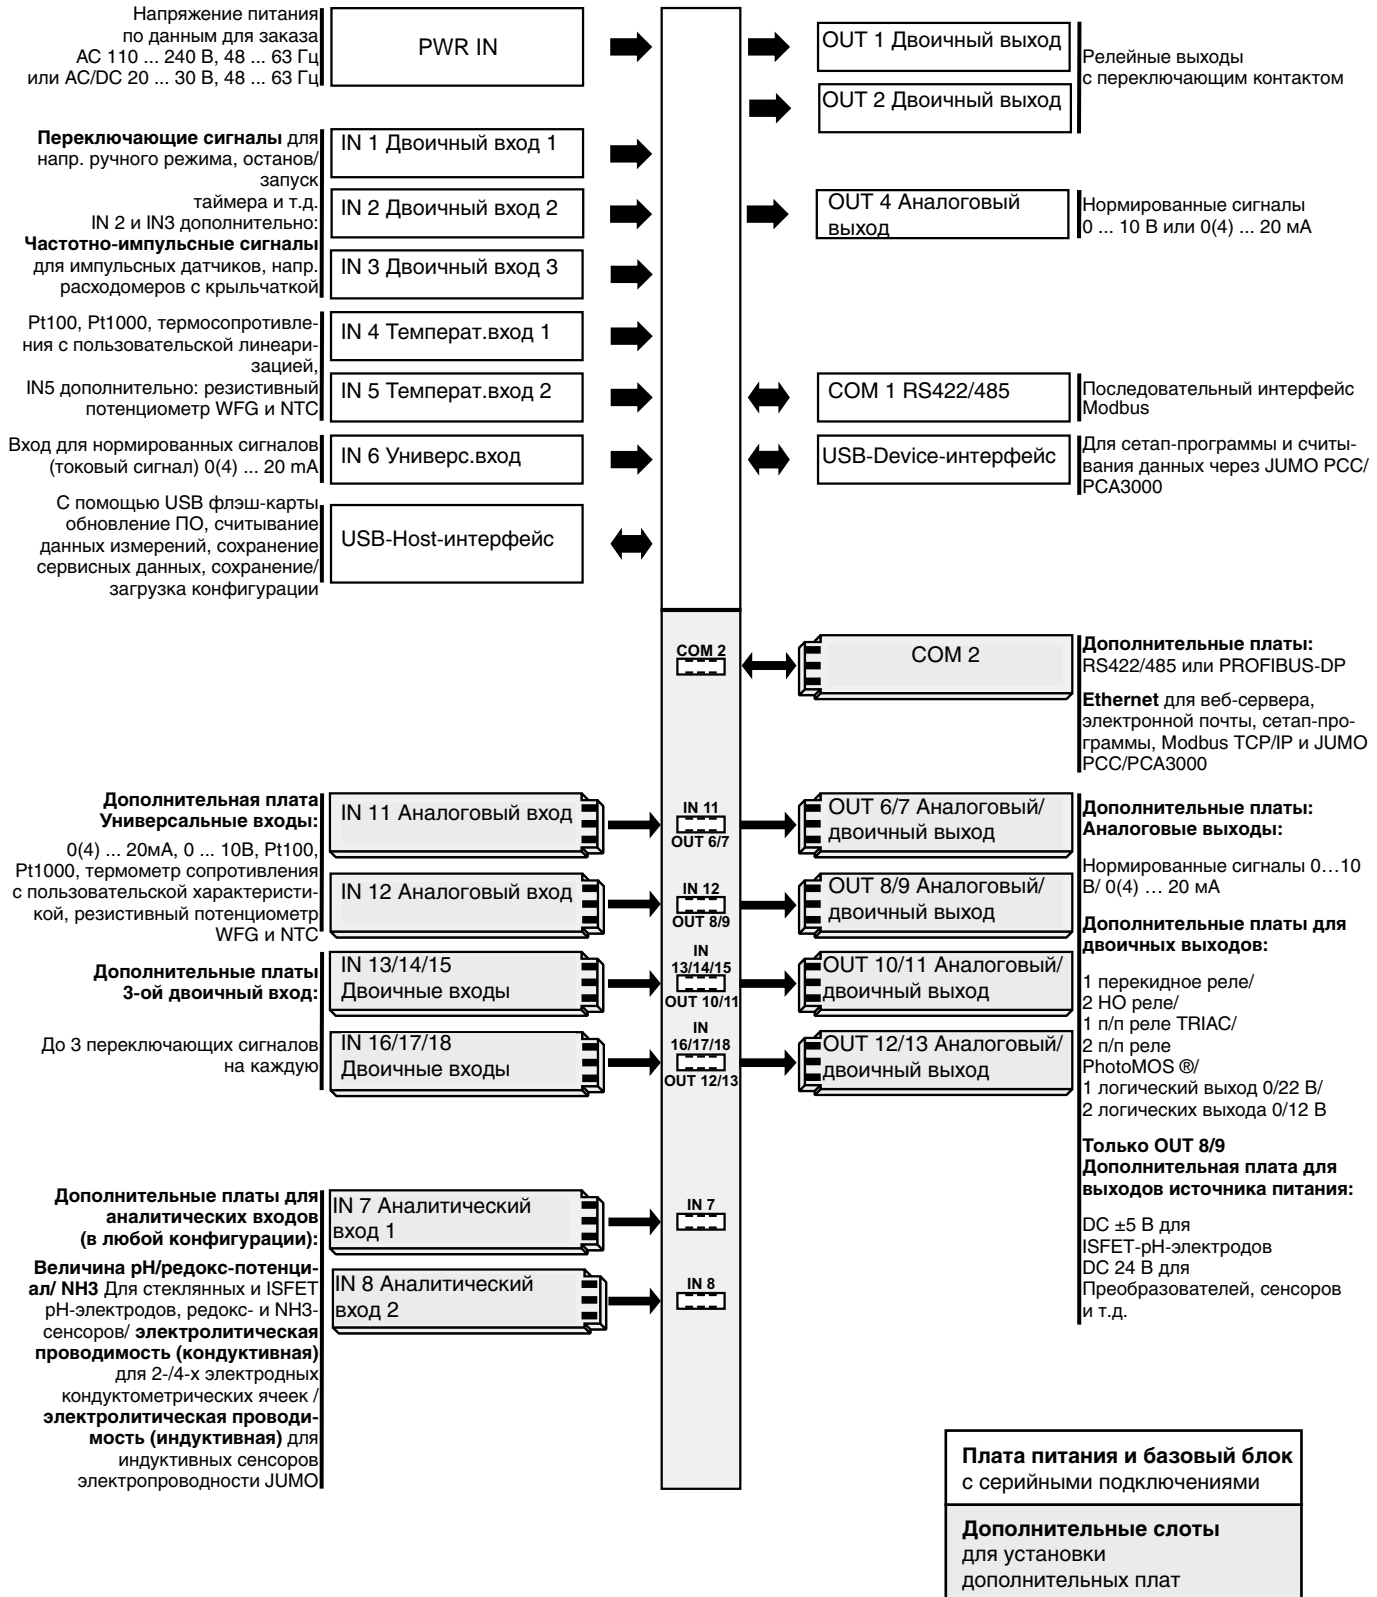 Напряжение питания
по данным для заказа
AC 110 ... 240 В, 48 ... 63 Гц
или AC/DC 20 ... 30 В, 48 ... 63 Гц
PWR IN
OUT 1 Двоичный выход
OUT 2 Двоичный выход
Релейные выходы
с переключающим контактом
Переключающие сигналы для
напр. ручного режима, останов/
запуск
таймера и т.д.
IN 2 и IN3 дополнительно:
Частотно-импульсные сигналы
для импульсных датчиков, напр.
расходомеров с крыльчаткой
IN 1 Двоичный вход 1
IN 2 Двоичный вход 2
IN 3 Двоичный вход 3
OUT 4 Аналоговый
выход
Нормированные сигналы
0 ... 10 В или 0(4) ... 20 мА
Pt100, Pt1000, термосопротивле-
ния с пользовательской линеари-
зацией,
IN5 дополнительно: резистивный
потенциометр WFG и NTC
IN 4 Температ.вход 1
IN 5 Температ.вход 2
COM 1 RS422/485
Последовательный интерфейс
Modbus
Вход для нормированных сигналов
(токовый сигнал) 0(4) ... 20 mA
IN 6 Универс.вход
USB-Device-интерфейс
Для сетап-программы и считы-
вания данных через JUMO PCC/
PCA3000
С помощью USB флэш-карты
обновление ПО, считывание
данных измерений, сохранение
сервисных данных, сохранение/
загрузка конфигурации
USB-Host-интерфейс
COM 2
COM 2
Дополнительные платы:
RS422/485 или PROFIBUS-DP
Ethernet для веб-сервера,
электронной почты, сетап-про-
граммы, Modbus TCP/IP и JUMO
PCC/PCA3000
Дополнительная плата
Универсальные входы:
0(4) ... 20мА, 0 ... 10В, Pt100,
Pt1000, термометр сопротивления
с пользовательской характеристи-
кой, резистивный потенциометр
WFG и NTC
IN 11 Аналоговый вход
IN 11
OUT 6/7
OUT 6/7 Аналоговый/
двоичный выход
IN 12 Аналоговый вход
IN 12
OUT 8/9
OUT 8/9 Аналоговый/
двоичный выход
Дополнительные платы
3-ой двоичный вход:
До 3 переключающих сигналов
на каждую
IN 13/14/15
Двоичные входы
IN
13/14/15
OUT 10/11
OUT 10/11 Аналоговый/
двоичный выход
IN 16/17/18
Двоичные входы
IN
16/17/18
OUT 12/13
OUT 12/13 Аналоговый/
двоичный выход
Дополнительные платы:
Аналоговые выходы:
Нормированные сигналы 0…10
В/ 0(4) … 20 мА
Дополнительные платы для
двоичных выходов:
1 перекидное реле/
2 НО реле/
1 п/п реле TRIAC/
2 п/п реле
PhotoMOS ®/
1 логический выход 0/22 В/
2 логических выхода 0/12 В
Только OUT 8/9
Дополнительная плата для
выходов источника питания:
DC ±5 В для
ISFET-pH-электродов
DC 24 В для
Преобразователей, сенсоров
и т.д.
Дополнительные платы для
аналитических входов
(в любой конфигурации):
Величина pH/редокс-потенци-
ал/ NH3 Для стеклянных и ISFET
pH-электродов, редокс- и NH3-
сенсоров/ электролитическая
проводимость (кондуктивная)
для 2-/4-х электродных
кондуктометрических ячеек /
электролитическая проводи-
мость (индуктивная) для
индуктивных сенсоров
электропроводности JUMO
IN 7 Аналитический
вход 1
IN 7
IN 8 Аналитический
вход 2
IN 8
Плата питания и базовый блок
с серийными подключениями
Дополнительные слоты
для установки
дополнительных плат